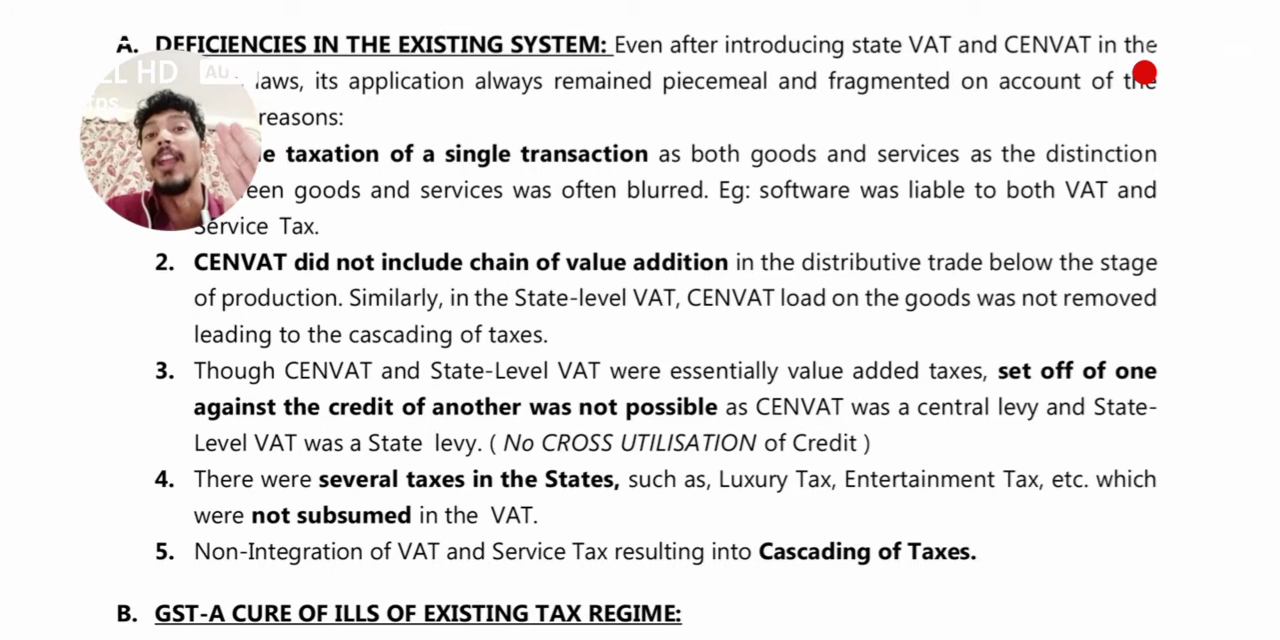 A. DEFICIENCIES IN THE EXISTING SYSTEM: Even after introducing state VAT and CENVAT in the
LL HD AU
laws, its application always remained piecemeal and fragmented on account of the
reasons:
taxation of a single transaction as both goods and services as the distinction
goods and services was often blurred. Eg: software was liable to both VAT and
Service Tax.
2. CENVAT did not include chain of value addition in the distributive trade below the stage
of production. Similarly, in the State-level VAT, CENVAT load on the goods was not removed
leading to the cascading of taxes.
3. Though CENVAT and State-Level VAT were essentially value added taxes, set off of one
against the credit of another was not possible as CENVAT was a central levy and State-
Level VAT was a State levy. ( No CROSS UTILISATION of Credit )
4. There were several taxes in the States, such as, Luxury Tax, Entertainment Tax, etc. which
were not subsumed in the VAT.
5. Non-Integration of VAT and Service Tax resulting into Cascading of Taxes.
B. GST-A CURE OF ILLS OF EXISTING TAX REGIME: